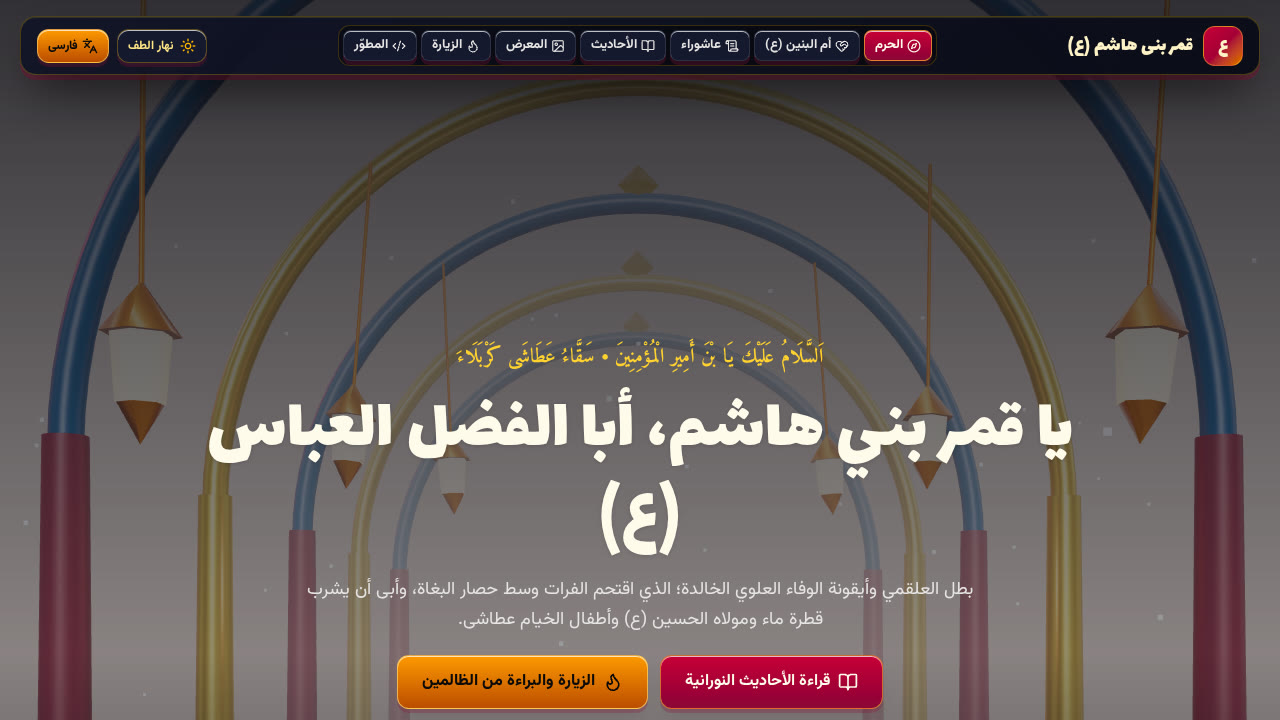 ع
قمر بني هاشم (ع)
الحرم
أم البنين (ع)
عاشوراء
الأحاديث
المعرض
الزيارة
المطوّر
نهار الطف
فارسی
اَلسَّلَامُ عَلَيْكَ يَا بْنَ أَمِيرِ الْمُؤْمِنِينَ • سَقَّاءُ عَطَاشَى كَرْبَلَاءَ
يا قمر بني هاشم، أبا الفضل العباس
(ع)
بطل العلقمي وأيقونة الوفاء العلوي الخالدة؛ الذي اقتحم الفرات وسط حصار البغاة، وأبى أن يشرب
قطرة ماء ومولاه الحسين (ع) وأطفال الخيام عطاشى.
قراءة الأحاديث النورانية
الزيارة والبراءة من الظالمين